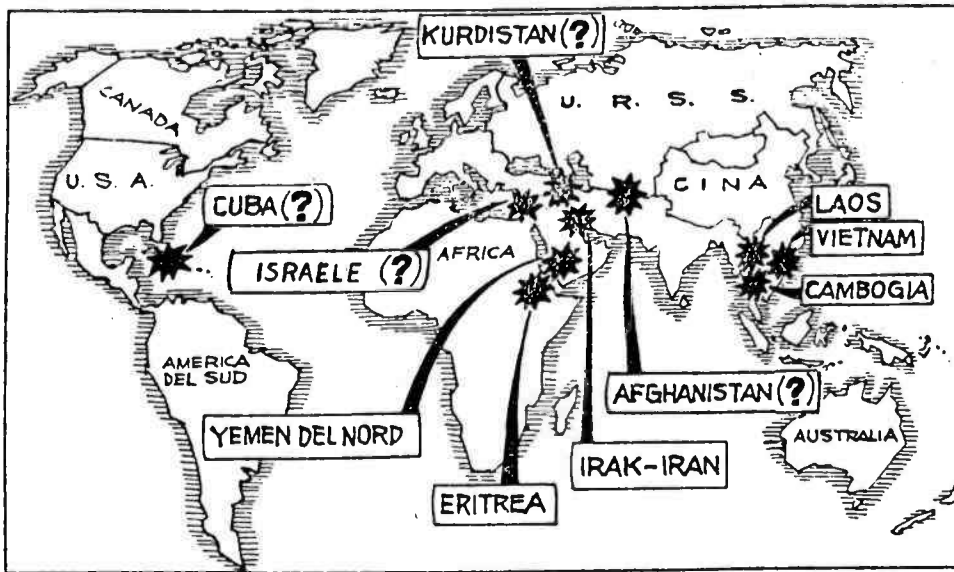 KURDISTAN (?)
U. R. S. S.
CANADA
U.S.A.
CINA
CUBA (?)
LAOS
VIETNAM
ISRAELE (?)
AFRICA
CAMBOGIA
AMERICA
DEL SUD
AFGHANISTAN (?)
YEMEN DEL NORD
AUSTRALIA
IRAK-IRAN
ERITREA